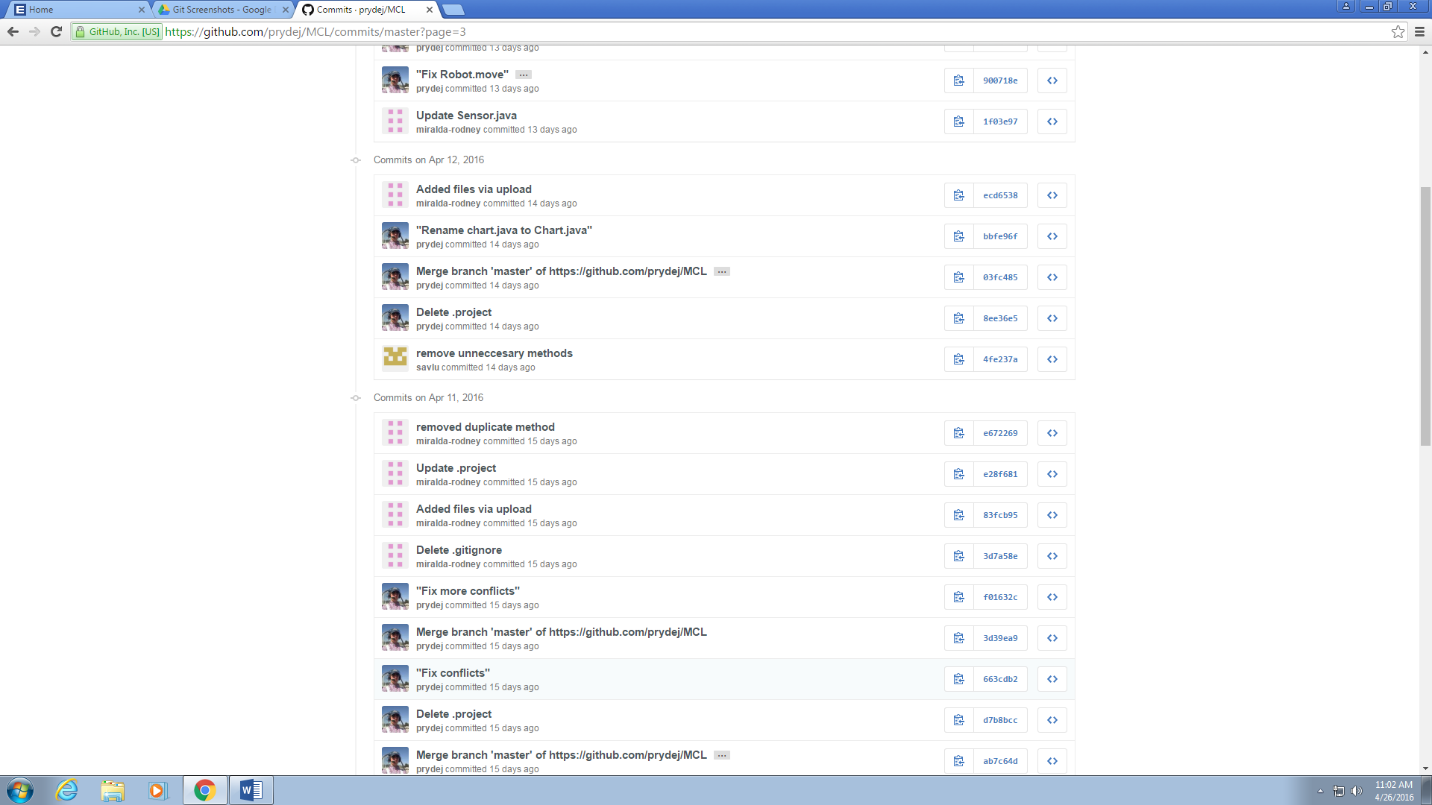 Home
Git Screenshots - Google
Commits · prydej/MCL
GitHub, Inc. [US] https://github.com/prydej/MCL/commits/master?page=3
prydej committed 13 days ago
"Fix Robot.move" …
900718e
prydej committed 13 days ago
Update Sensor.java
1f03e97
miralda-rodney committed 13 days ago
Commits on Apr 12, 2016
Added files via upload
ecd6538
miralda-rodney committed 14 days ago
"Rename chart.java to Chart.java"
bbfe96f
prydej committed 14 days ago
Merge branch 'master' of https://github.com/prydej/MCL …
03fc485
prydej committed 14 days ago
Delete .project
8ee36e5
prydej committed 14 days ago
remove unneccesary methods
4fe237a
savlu committed 14 days ago
Commits on Apr 11, 2016
removed duplicate method
e672269
miralda-rodney committed 15 days ago
Update .project
e28f681
miralda-rodney committed 15 days ago
Added files via upload
83fcb95
miralda-rodney committed 15 days ago
Delete .gitignore
3d7a58e
miralda-rodney committed 15 days ago
"Fix more conflicts"
f01632c
prydej committed 15 days ago
Merge branch 'master' of https://github.com/prydej/MCL
3d39ea9
prydej committed 15 days ago
"Fix conflicts"
663cdb2
prydej committed 15 days ago
Delete .project
d7b8bcc
prydej committed 15 days ago
Merge branch 'master' of https://github.com/prydej/MCL …
ab7c64d
prydej committed 15 days ago
11:02 AM
4/26/2016